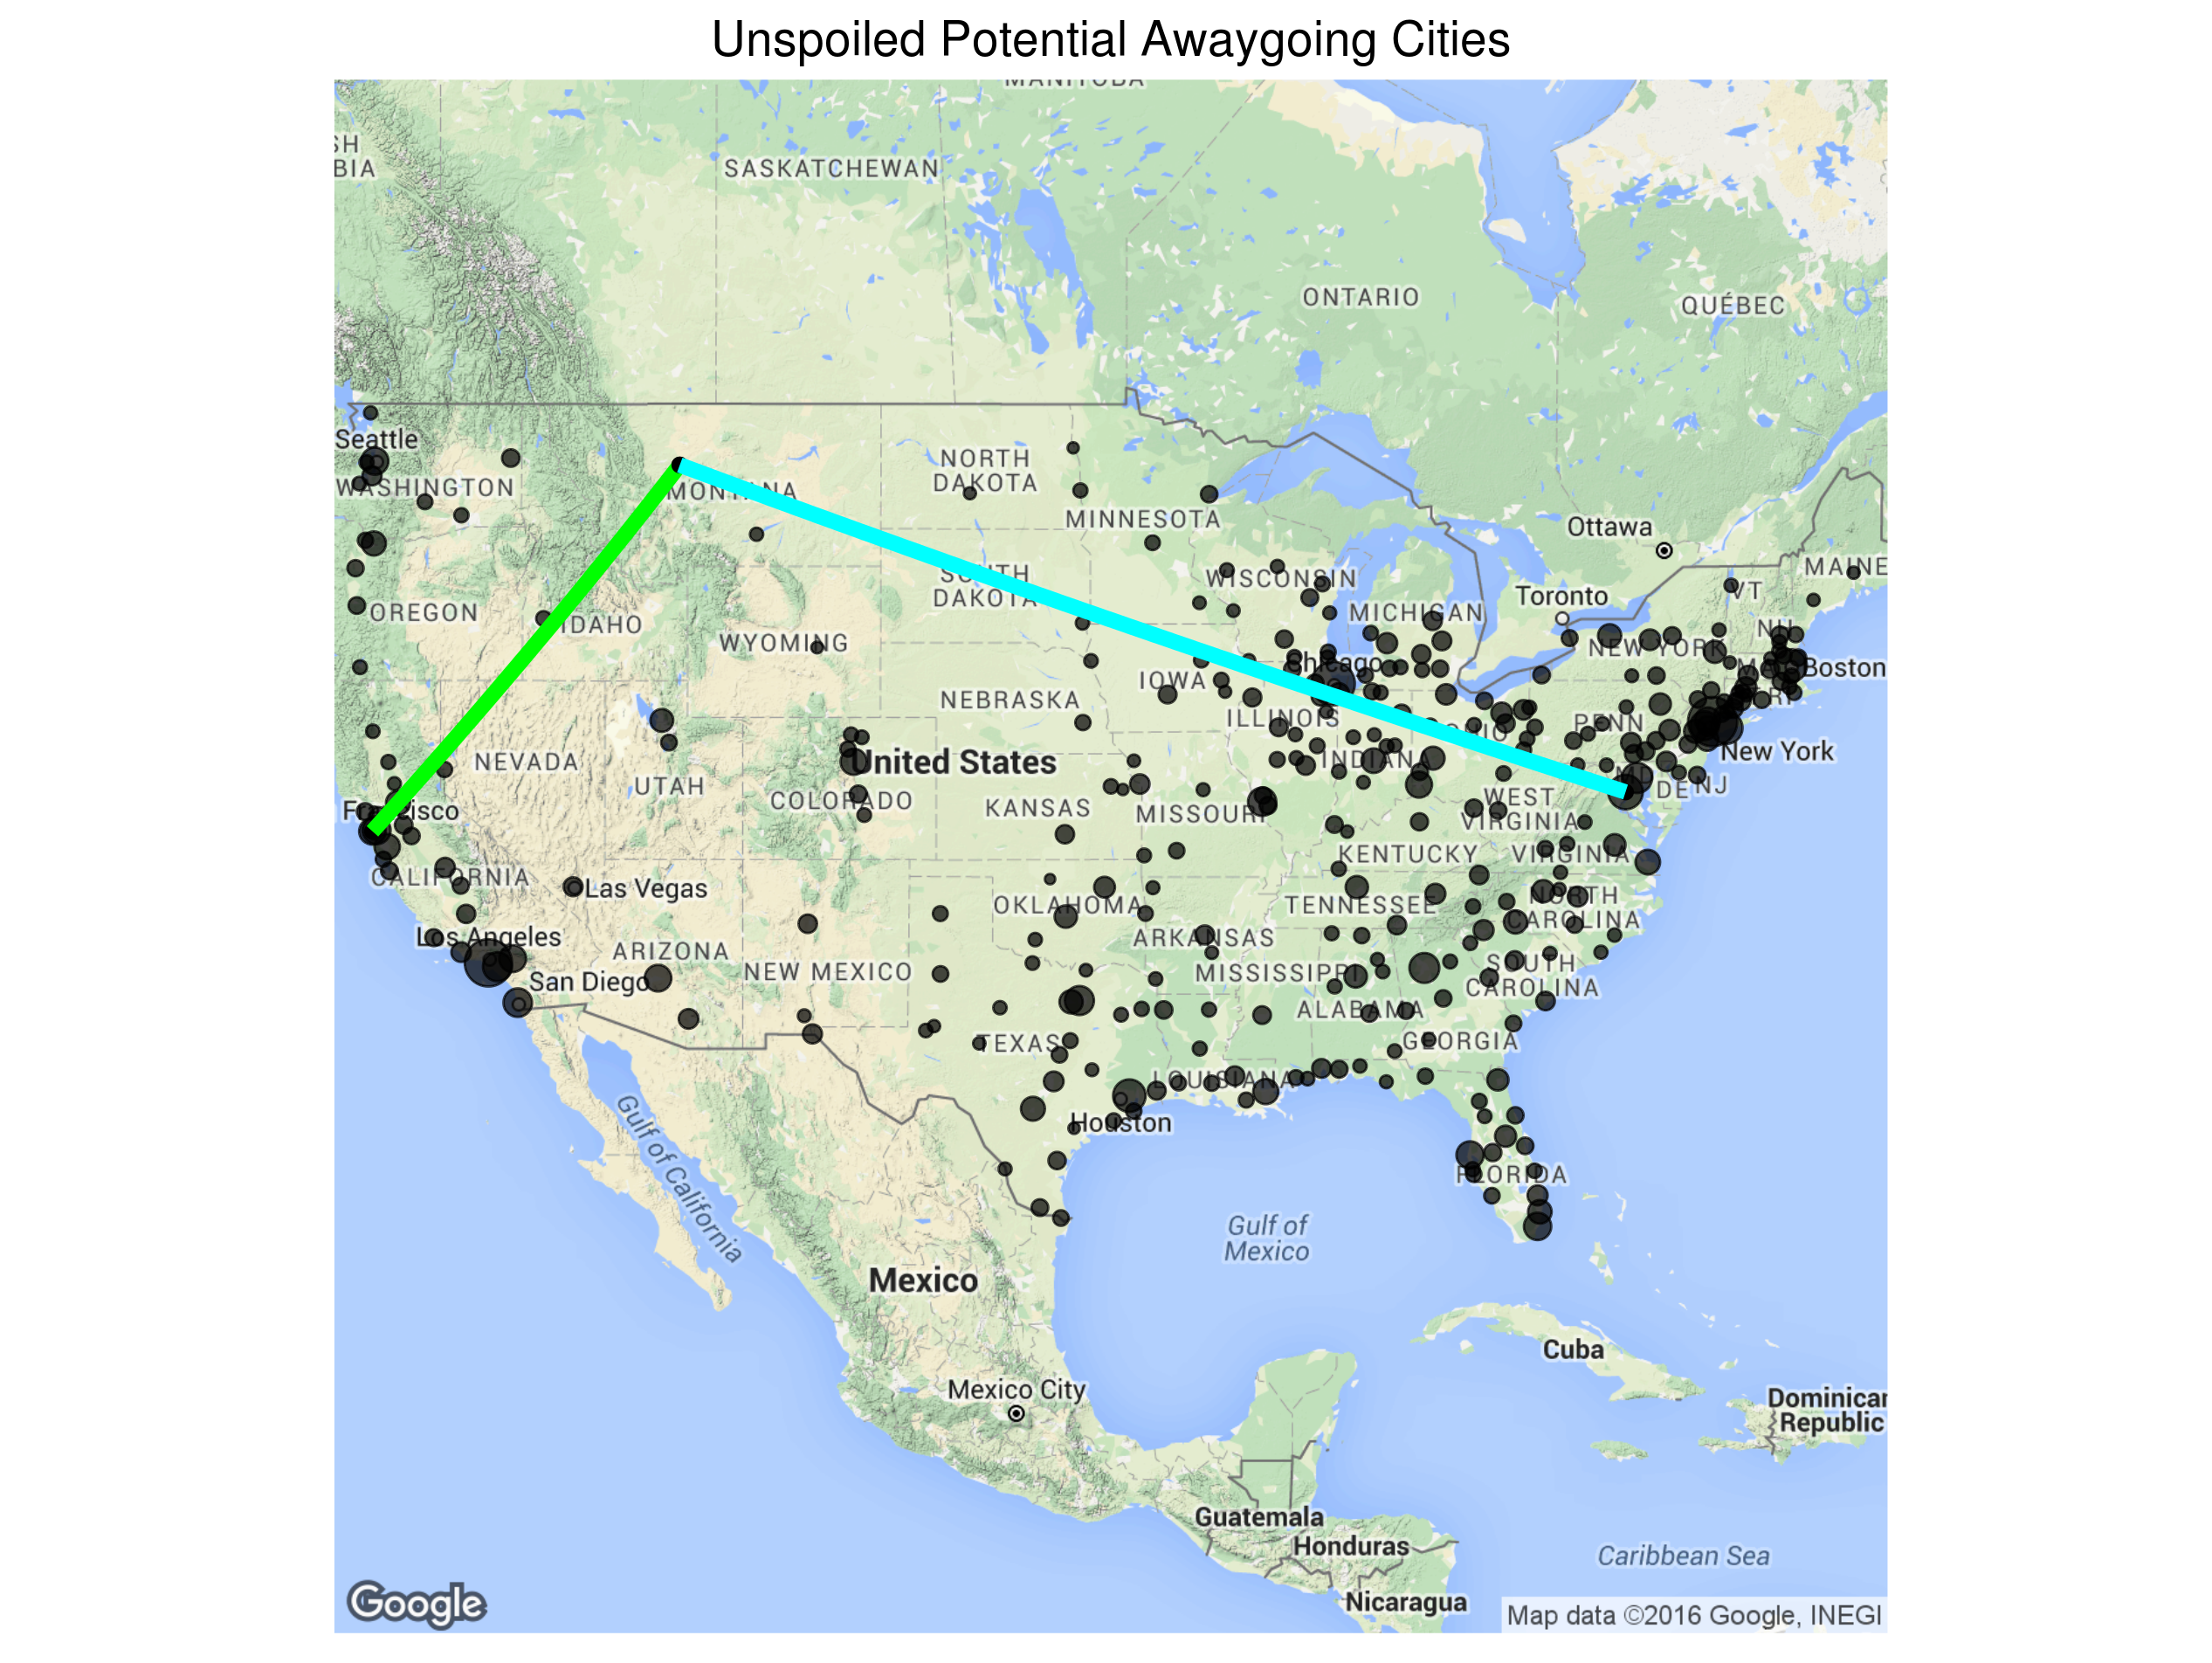 Unspoiled Potential Awaygoing Cities
MANITOBA
SH
BIA
SASKATCHEWAN
ONTARIO
QUÉBEC
Seattle
WASHINGTON
MONTANA
NORTH
DAKOTA
MINNESOTA
Ottawa
WISCONSIN
MAINE
SOUTH
DAKOTA
OREGON
IDAHO
MICHIGAN
Toronto
VT
WYOMING
NEW YORK
NH
Chicago
Boston
IOWA
NEBRASKA
ILLINOIS
PENN
RI
OHIO
New York
NEVADA
United States
INDIANA
UTAH
COLORADO
KANSAS
MISSOURI
WEST
VIRGINIA
MD
DE
NJ
Francisco
KENTUCKY
VIRGINIA
CALIFORNIA
Las Vegas
OKLAHOMA
TENNESSEE
NORTH
CAROLINA
Los Angeles
ARIZONA
ARKANSAS
NEW MEXICO
MISSISSIPPI
SOUTH
CAROLINA
San Diego
ALABAMA
TEXAS
GEORGIA
LOUISIANA
Houston
Gulf of California
FLORIDA
Gulf of
Mexico
Mexico
Cuba
Mexico City
Dominican
Republic
Guatemala
Honduras
Caribbean Sea
Nicaragua
Google
Map data ©2016 Google, INEGI